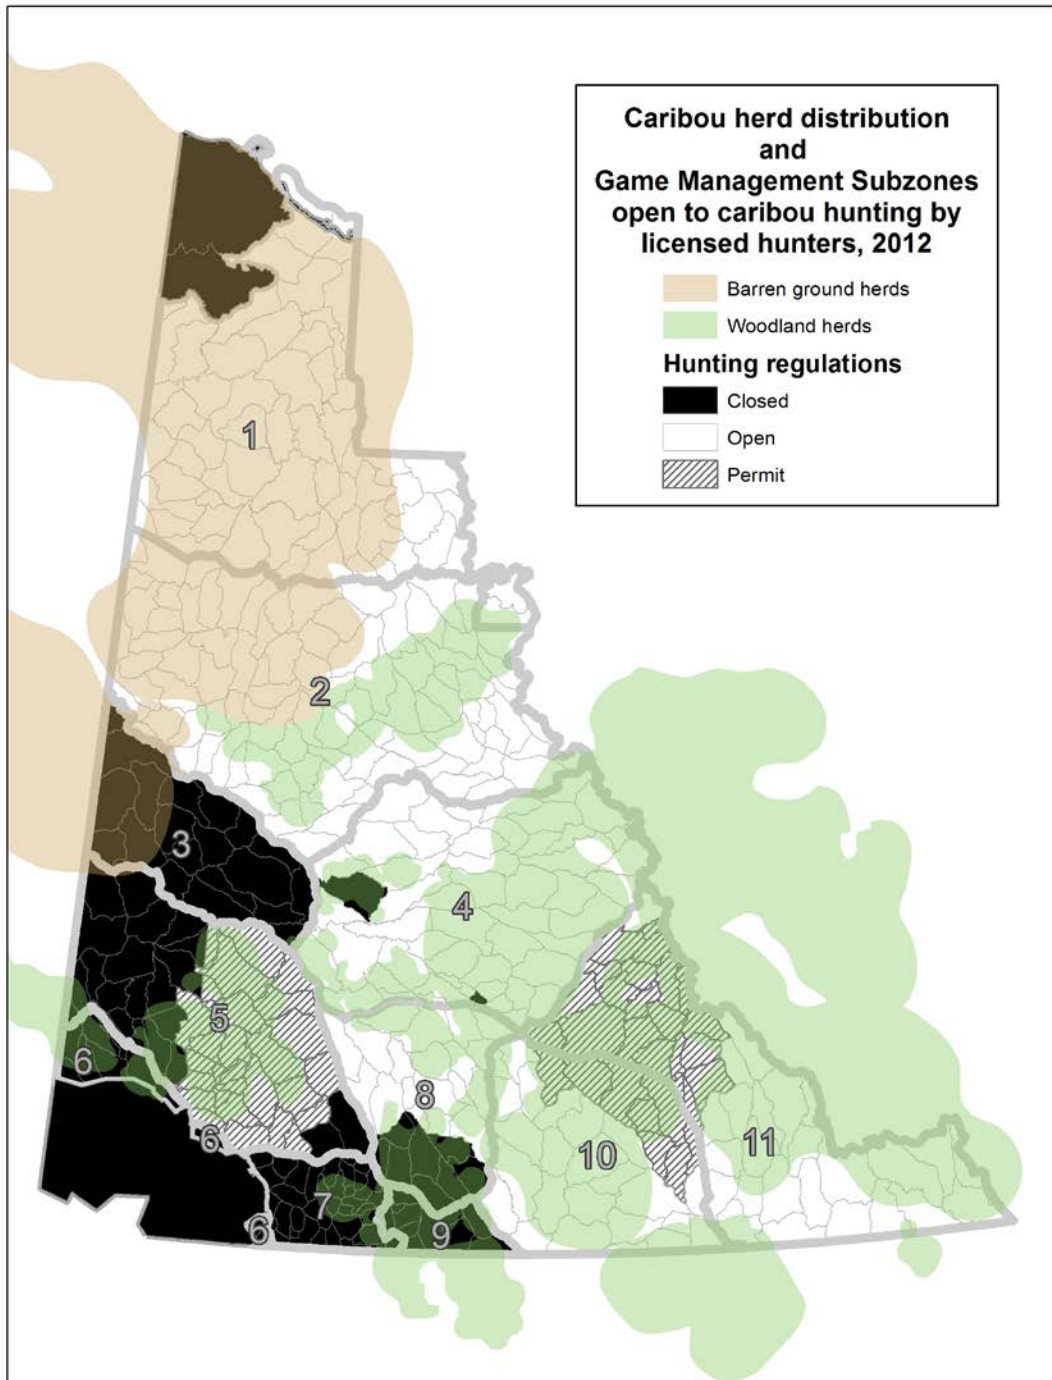 Caribou herd distribution
and
Game Management Subzones
open to caribou hunting by
licensed hunters, 2012
Barren ground herds
Woodland herds
Hunting regulations
Closed
Open
Permit
1
2
3
4
5
6
8
6
10
11
7
6
9